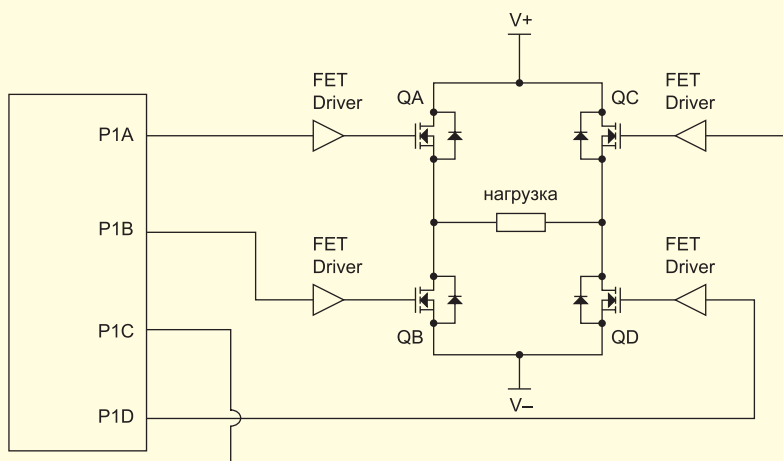 V+
FET
Driver
QA
QC
FET
Driver
P1A
нагрузка
P1B
FET
Driver
FET
Driver
P1C
QB
QD
V–
P1D